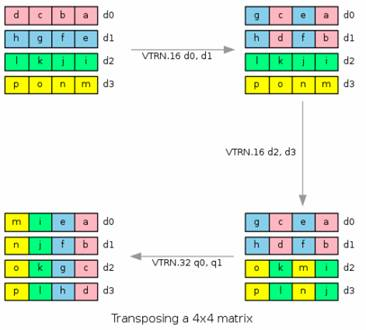 d c b a d0 g c e a d0
h g f e d1 h d f b d1
l k j i d2 l k j i d2
p o n m d3 p o n m d3
VTRN.16 d0, d1
VTRN.16 d2, d3
m i e a d0 g c e a d0
n j f b d1 h d f b d1
o k g c d2 o k m i d2
p l h d d3 p l n j d3
VTRN.32 q0, q1
Transposing a 4x4 matrix